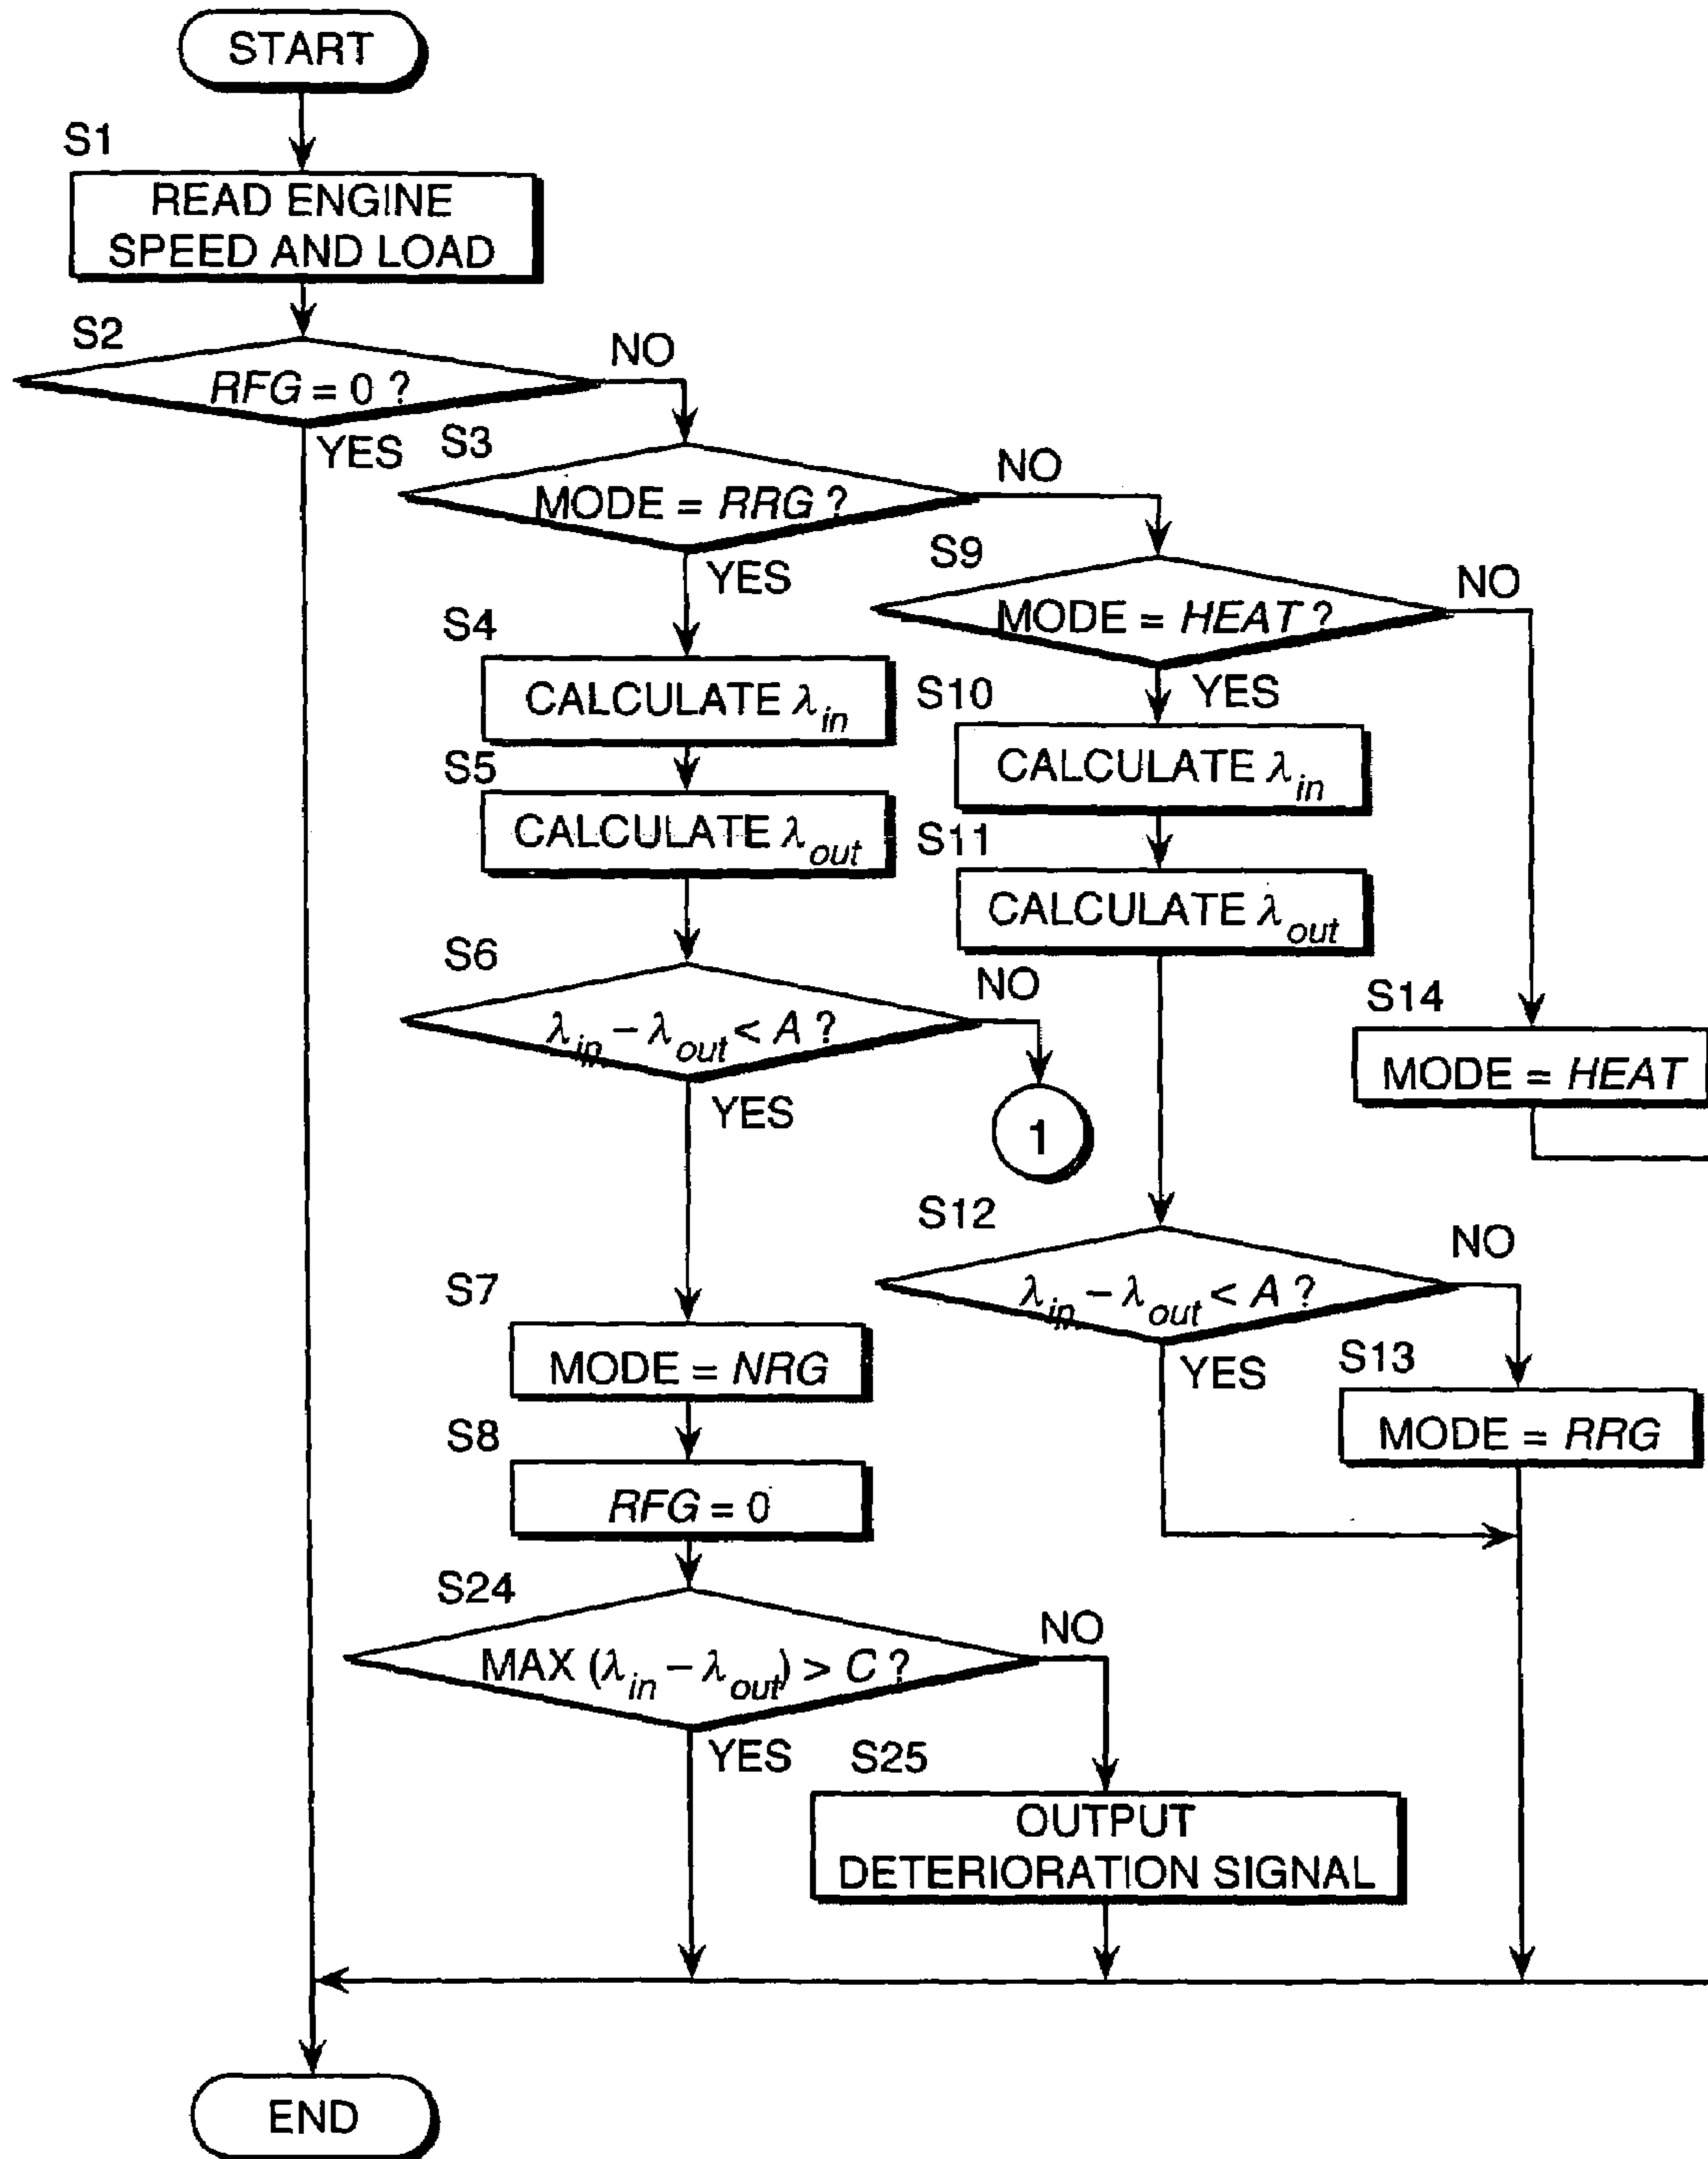 START
S1
READ ENGINE
SPEED AND LOAD
S2
RFG = 0 ?
NO
YES
S3
MODE = RRG ?
NO
YES
S4
CALCULATE λin
S5
CALCULATE λout
S6
λin – λout < A ?
NO
1
YES
S7
MODE = NRG
S8
RFG = 0
S24
MAX (λin – λout) > C ?
NO
YES
S25
OUTPUT
DETERIORATION SIGNAL
S9
MODE = HEAT ?
NO
YES
S10
CALCULATE λin
S11
CALCULATE λout
S12
λin – λout < A ?
NO
YES
S13
MODE = RRG
S14
MODE = HEAT
END